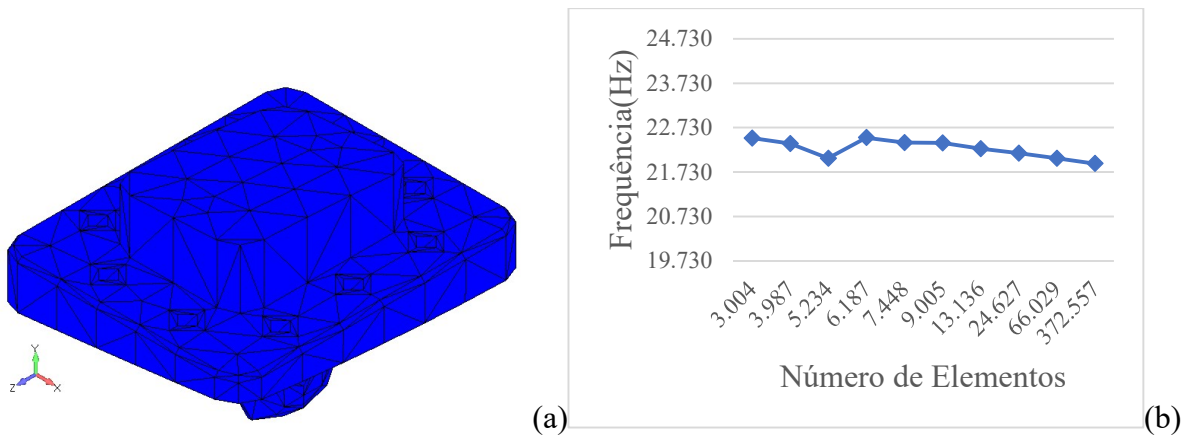 Y
Z
X
(a)
Frequência(Hz)
24.730
23.730
22.730
21.730
20.730
19.730
3.004
3.987
5.234
6.187
7.448
9.005
13.136
24.627
66.029
372.557
Número de Elementos
(b)